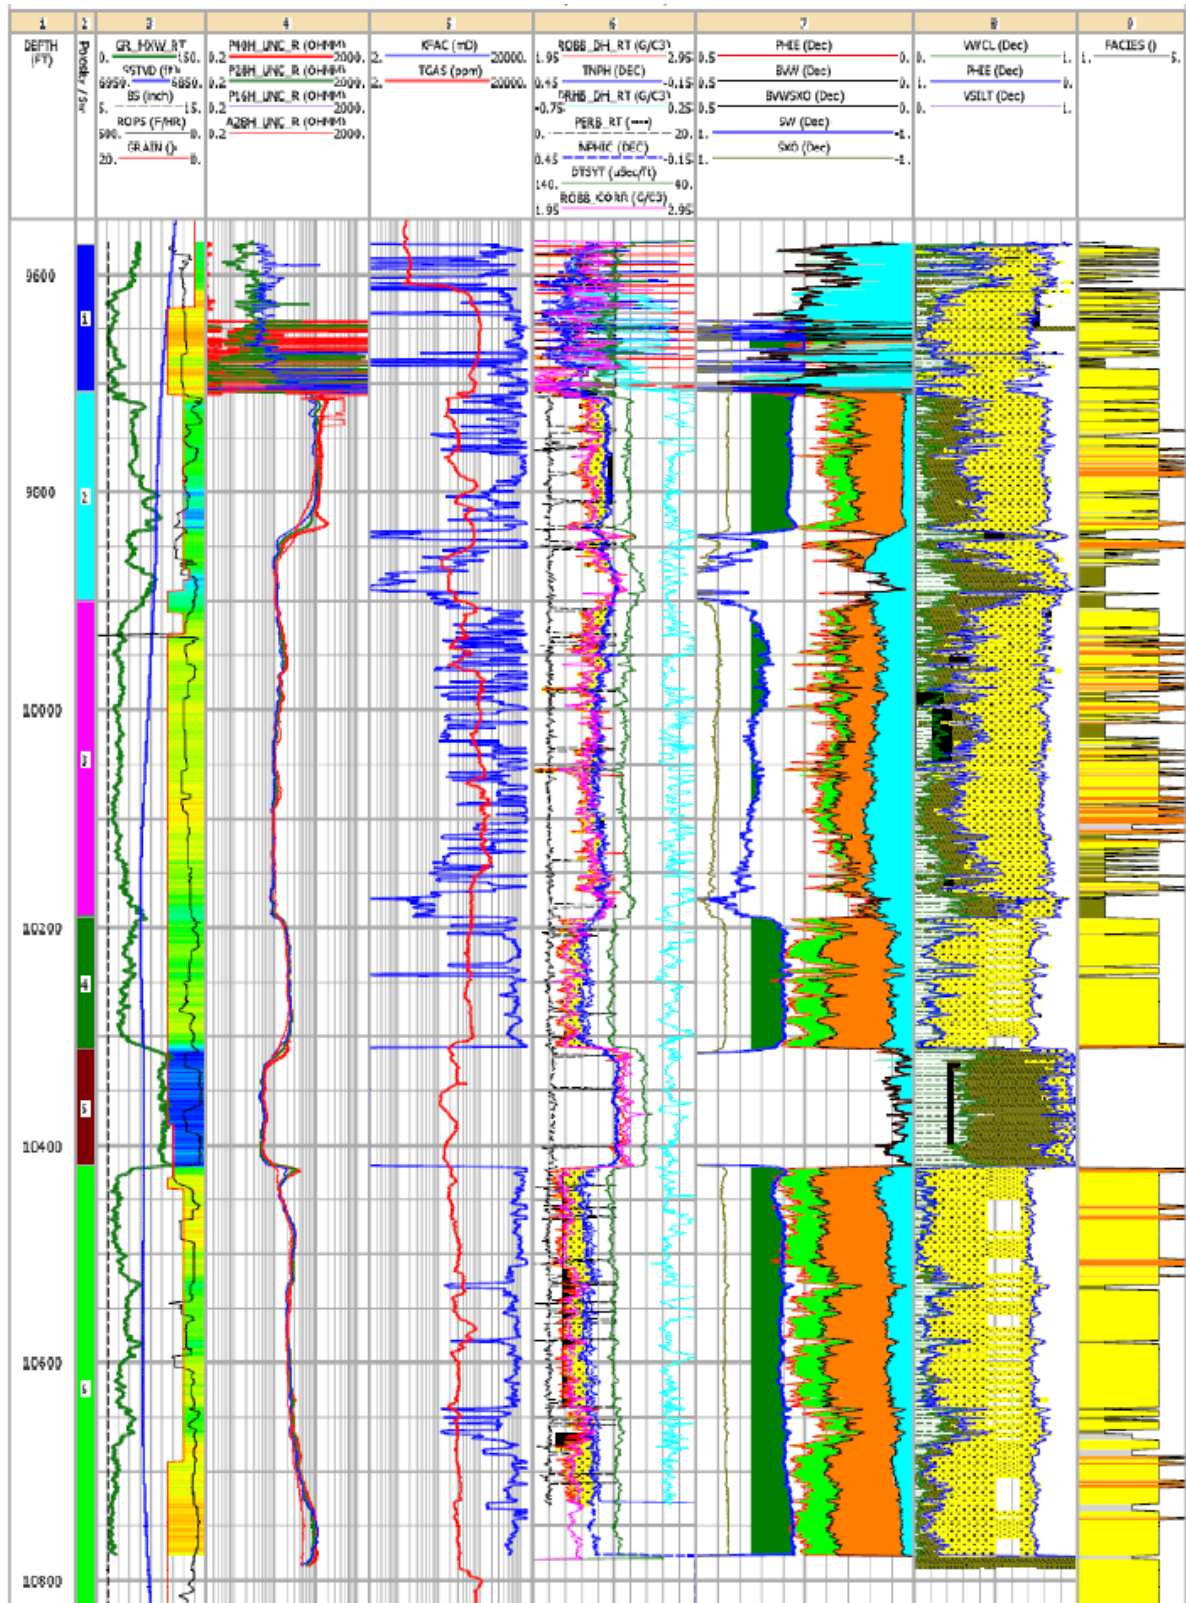 1 2 3 4 5 6 7 8 9
DEPTH
(FT)
Porosity / Sw
GR_MXW_RT
0. 150.
SSTVD (ft)
6950. 6850.
BS (inch)
5. 15.
ROPS (F/HR)
500. 0.
GRAIN ()
20. 0.
P40H_UNC_R (OHMM)
0.2 2000.
P28H_UNC_R (OHMM)
0.2 2000.
P16H_UNC_R (OHMM)
0.2 2000.
A28H_UNC_R (OHMM)
0.2 2000.
KFAC (mD)
2. 20000.
TGAS (ppm)
2. 20000.
ROBB_DH_RT (G/C3)
1.95 2.95
TNPH (DEC)
0.45 -0.15
DRHB_DH_RT (G/C3)
-0.75 0.25
PERB_RT (----)
0. 20.
NPHIC (DEC)
0.45 -0.15
DTSYT (uSec/ft)
140. 40.
ROBB_CORR (G/C3)
1.95 2.95
PHIE (Dec)
0.5 0.
BVW (Dec)
0.5 0.
BVWSXO (Dec)
0.5 0.
SW (Dec)
1. -1.
SXO (Dec)
1. -1.
VWCL (Dec)
0. 1.
PHIE (Dec)
1. 0.
VSILT (Dec)
0. 1.
FACIES ()
1. 5.
9600
1
9800
2
10000
3
10200
4
5
10400
10600
6
10800